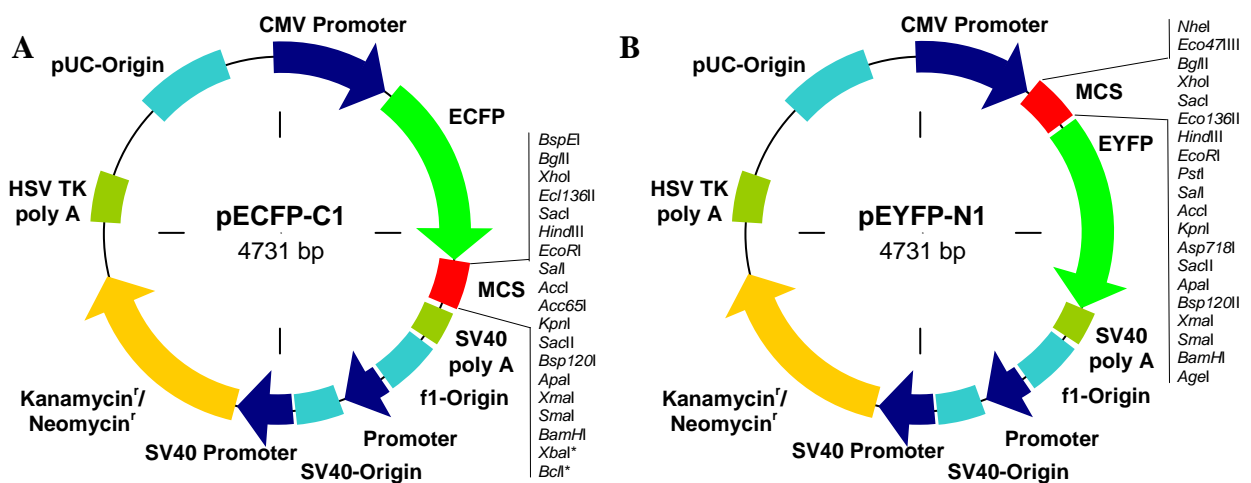 A
CMV Promoter
pUC-Origin
ECFP
HSV TK
poly A
pECFP-C1
4731 bp
BspEI
BglII
XhoI
Ecl136II
SacI
HindIII
EcoRI
SalI
AccI
Acc65I
KpnI
SacII
Bsp120I
ApaI
XmaI
SmaI
BamHI
XbaI*
BclI*
MCS
SV40
poly A
f1-Origin
Promoter
SV40-Origin
SV40 Promoter
Kanamycinʳ/
Neomycinʳ
B
CMV Promoter
pUC-Origin
MCS
EYFP
HSV TK
poly A
pEYFP-N1
4731 bp
NheI
Eco47IIII
BglII
XhoI
SacI
Eco136II
HindIII
EcoRI
PstI
SalI
AccI
KpnI
Asp718I
SacII
ApaI
Bsp120II
XmaI
SmaI
BamHI
AgeI
SV40
poly A
f1-Origin
Promoter
SV40-Origin
SV40 Promoter
Kanamycinʳ/
Neomycinʳ